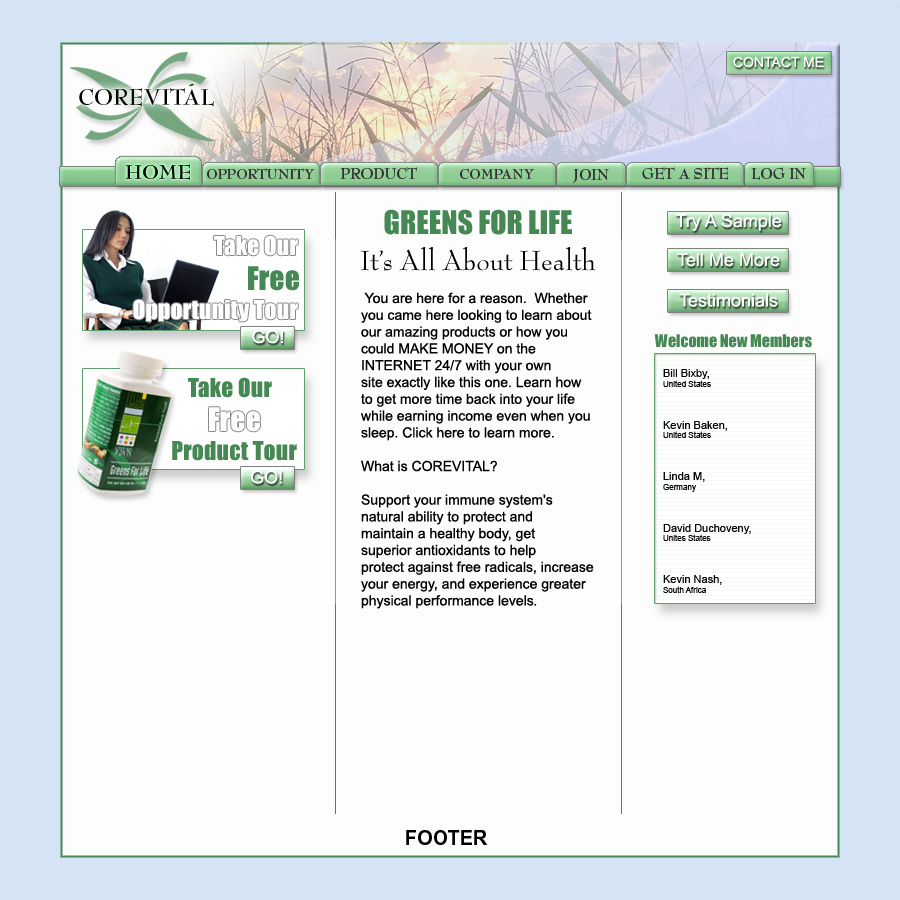 COREVITÁL
CONTACT ME
HOME
OPPORTUNITY
PRODUCT
COMPANY
JOIN
GET A SITE
LOG IN
Take Our
Free
Opportunity Tour
GO!
Take Our
Free
Product Tour
GO!
Greens For Life
GREENS FOR LIFE
It's All About Health
You are here for a reason. Whether
you came here looking to learn about
our amazing products or how you
could MAKE MONEY on the
INTERNET 24/7 with your own
site exactly like this one. Learn how
to get more time back into your life
while earning income even when you
sleep. Click here to learn more.
What is COREVITAL?
Support your immune system's
natural ability to protect and
maintain a healthy body, get
superior antioxidants to help
protect against free radicals, increase
your energy, and experience greater
physical performance levels.
Try A Sample
Tell Me More
Testimonials
Welcome New Members
Bill Bixby,
United States
Kevin Baken,
United States
Linda M,
Germany
David Duchoveny,
Unites States
Kevin Nash,
South Africa
FOOTER